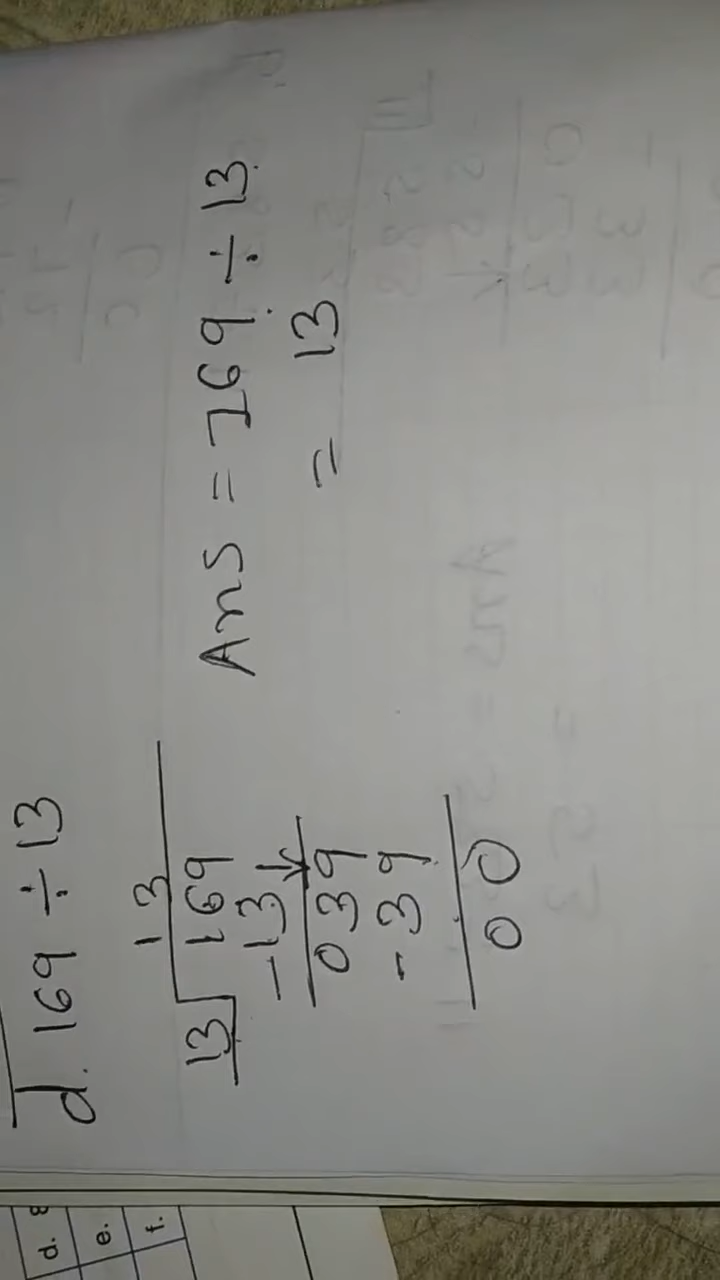 d. 169 ÷ 13
13
13 169
-13
039
-39
00
Ans = 169 ÷ 13
= 13
d.
e.
f.